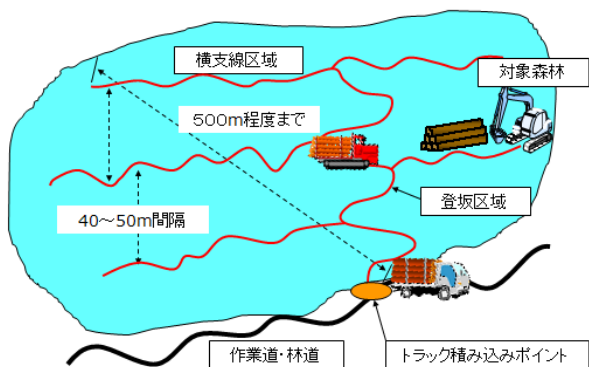 横支線区域
対象森林
500m程度まで
登坂区域
40～50m間隔
作業道・林道
トラック積み込みポイント